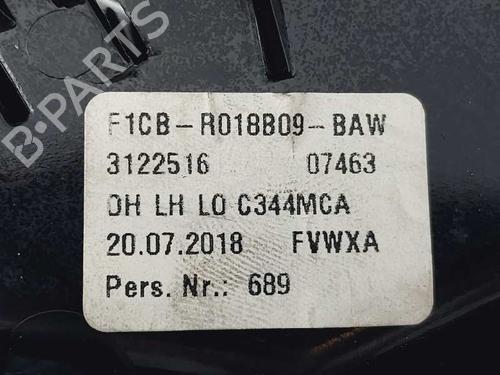 F1CB-R018B09-BAW
3122516 07463
OH LH LO C344MCA
20.07.2018 FVWXA
Pers. Nr.: 689
B-PARTS